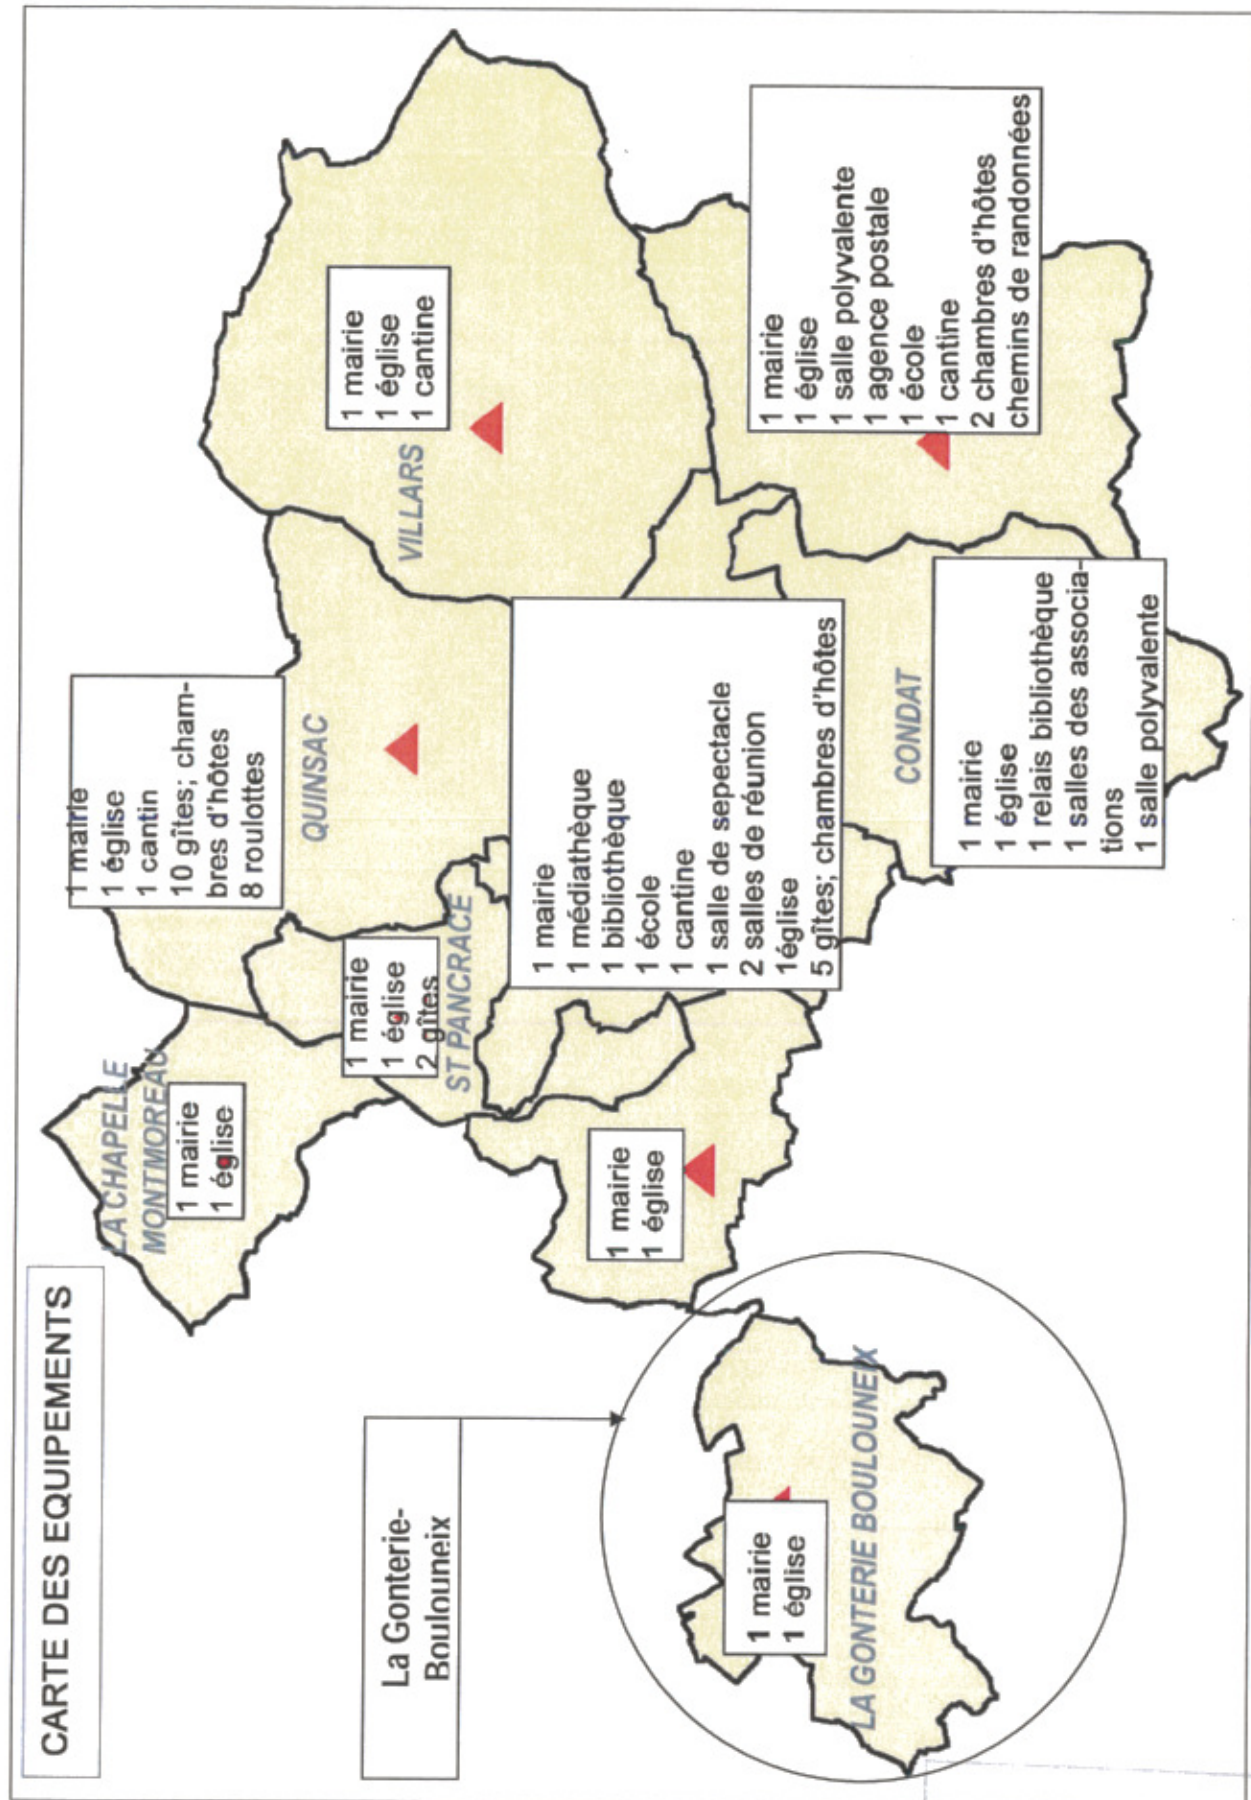 CARTE DES EQUIPEMENTS
LA CHAPELLE
MONTMOREAU
1 mairie
1 église
1 mairie
1 église
1 cantin
10 gîtes; cham-
bres d'hôtes
8 roulottes
QUINSAC
1 mairie
1 église
1 cantine
VILLARS
1 mairie
1 église
2 gîtes
ST PANCRACE
La Gonterie-
Boulouneix
1 mairie
1 église
1 mairie
1 médiathèque
1 bibliothèque
1 école
1 cantine
1 salle de sepectacle
2 salles de réunion
1église
5 gîtes; chambres d'hôtes
1 mairie
1 église
1 salle polyvalente
1 agence postale
1 école
1 cantine
2 chambres d'hôtes
chemins de randonnées
1 mairie
1 église
LA GONTERIE BOULOUNEIX
CONDAT
1 mairie
1 église
1 relais bibliothèque
1 salles des associa-
tions
1 salle polyvalente